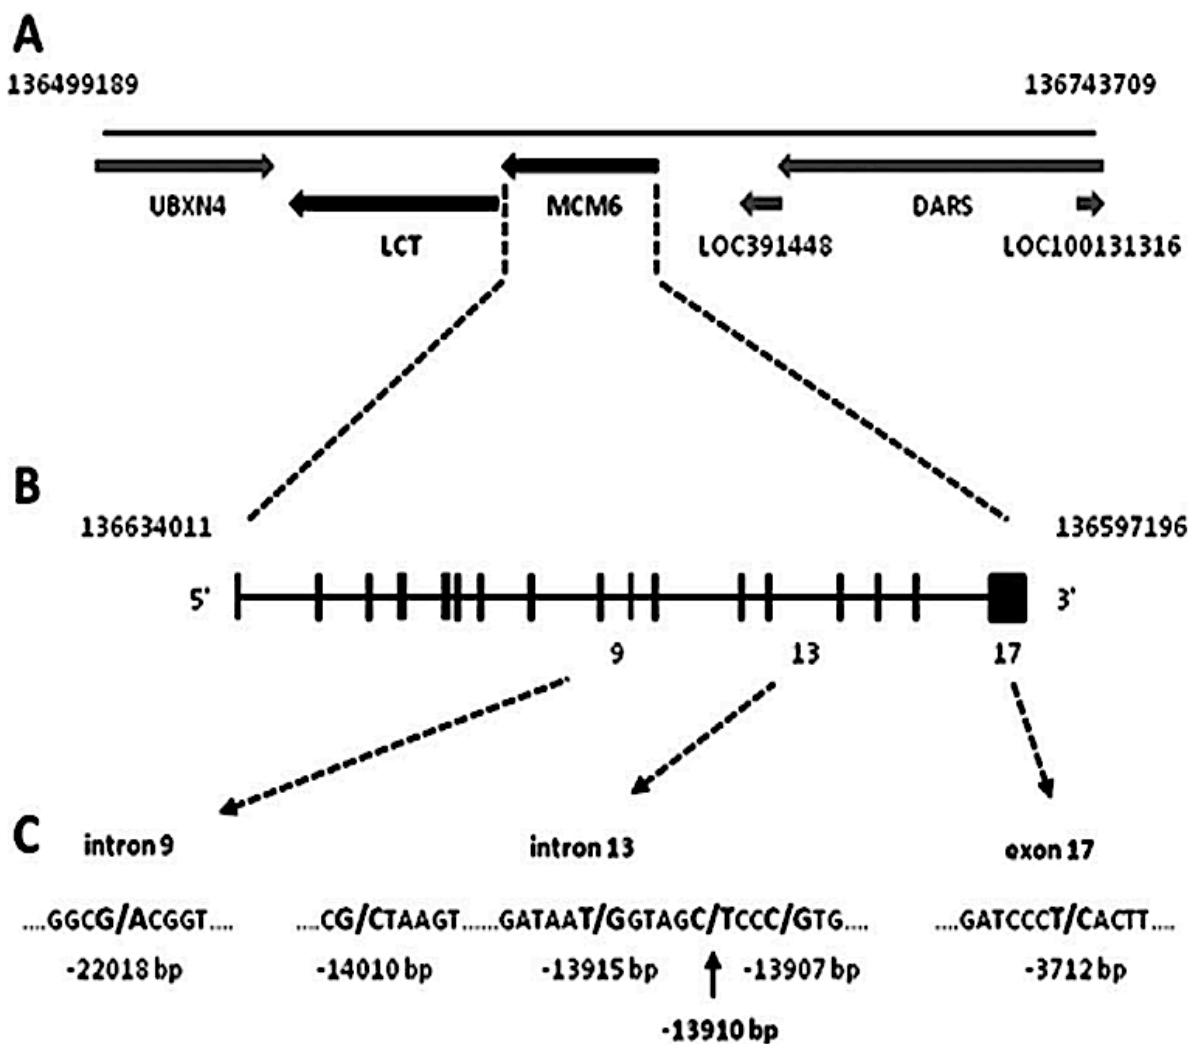 A
136499189 136743709
UBXN4 MCM6 DARS
LCT LOC391448 LOC100131316
B
136634011 136597196
5' 3'
9 13 17
C
intron 9 intron 13 exon 17
....GGCG/ACGGT.... ....CG/CTAAGT......GATAAT/GGTAGC/TCCC/GTG.... ....GATCCCT/CACTT....
-22018 bp -14010 bp -13915 bp -13907 bp -3712 bp
-13910 bp